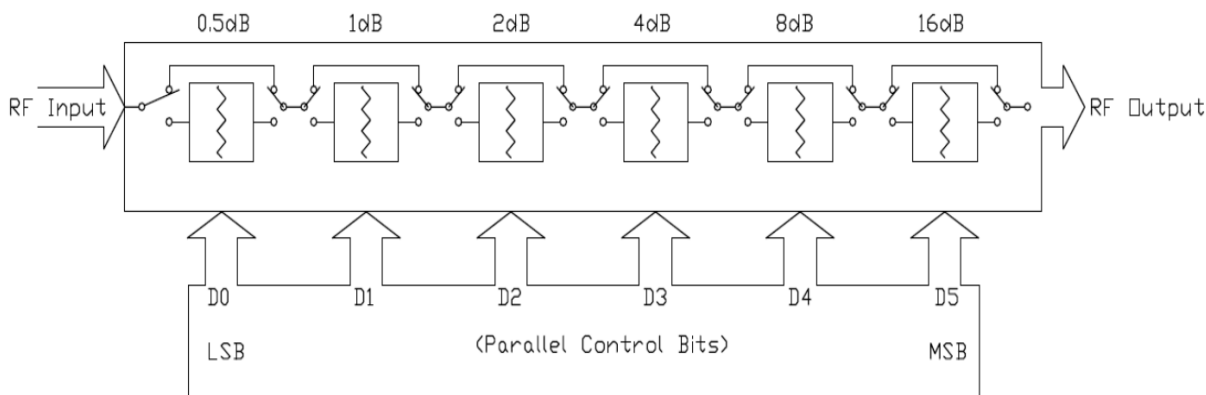 0.5dB 1dB 2dB 4dB 8dB 16dB
RF Input
RF Output
D0 D1 D2 D3 D4 D5
LSB (Parallel Control Bits) MSB